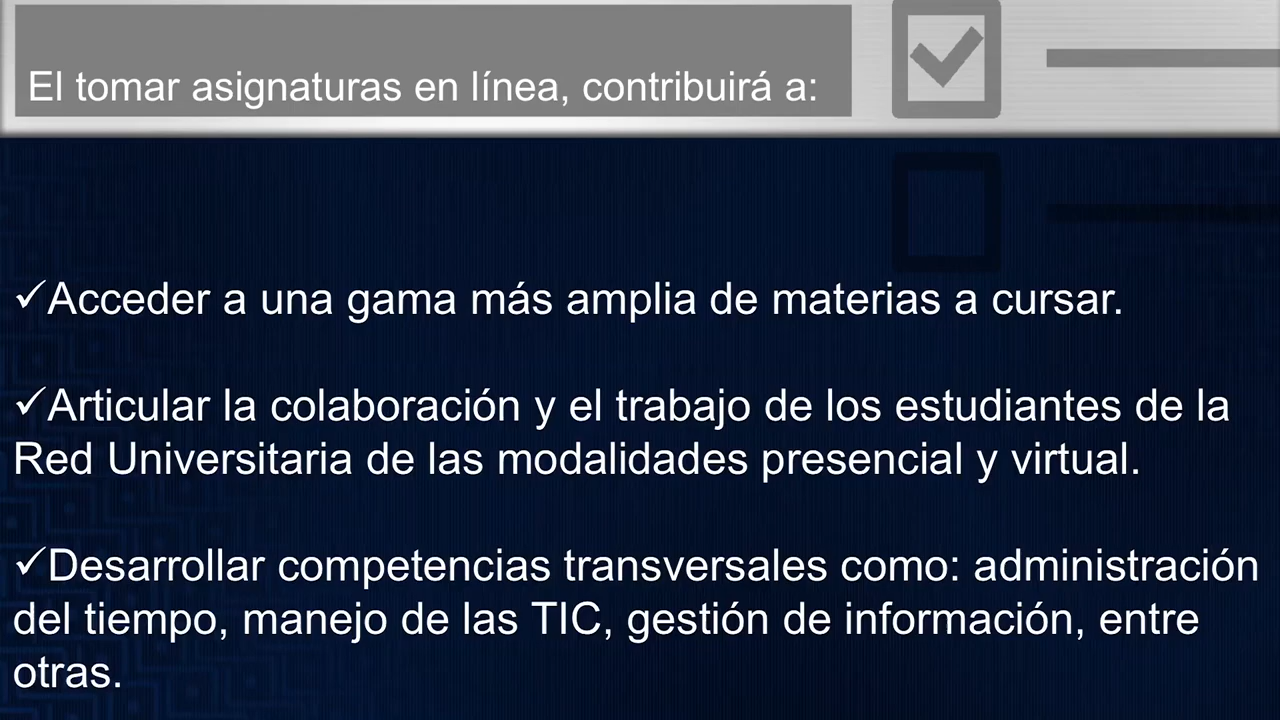 El tomar asignaturas en línea, contribuirá a:
✓Acceder a una gama más amplia de materias a cursar.
✓Articular la colaboración y el trabajo de los estudiantes de la
Red Universitaria de las modalidades presencial y virtual.
✓Desarrollar competencias transversales como: administración
del tiempo, manejo de las TIC, gestión de información, entre
otras.